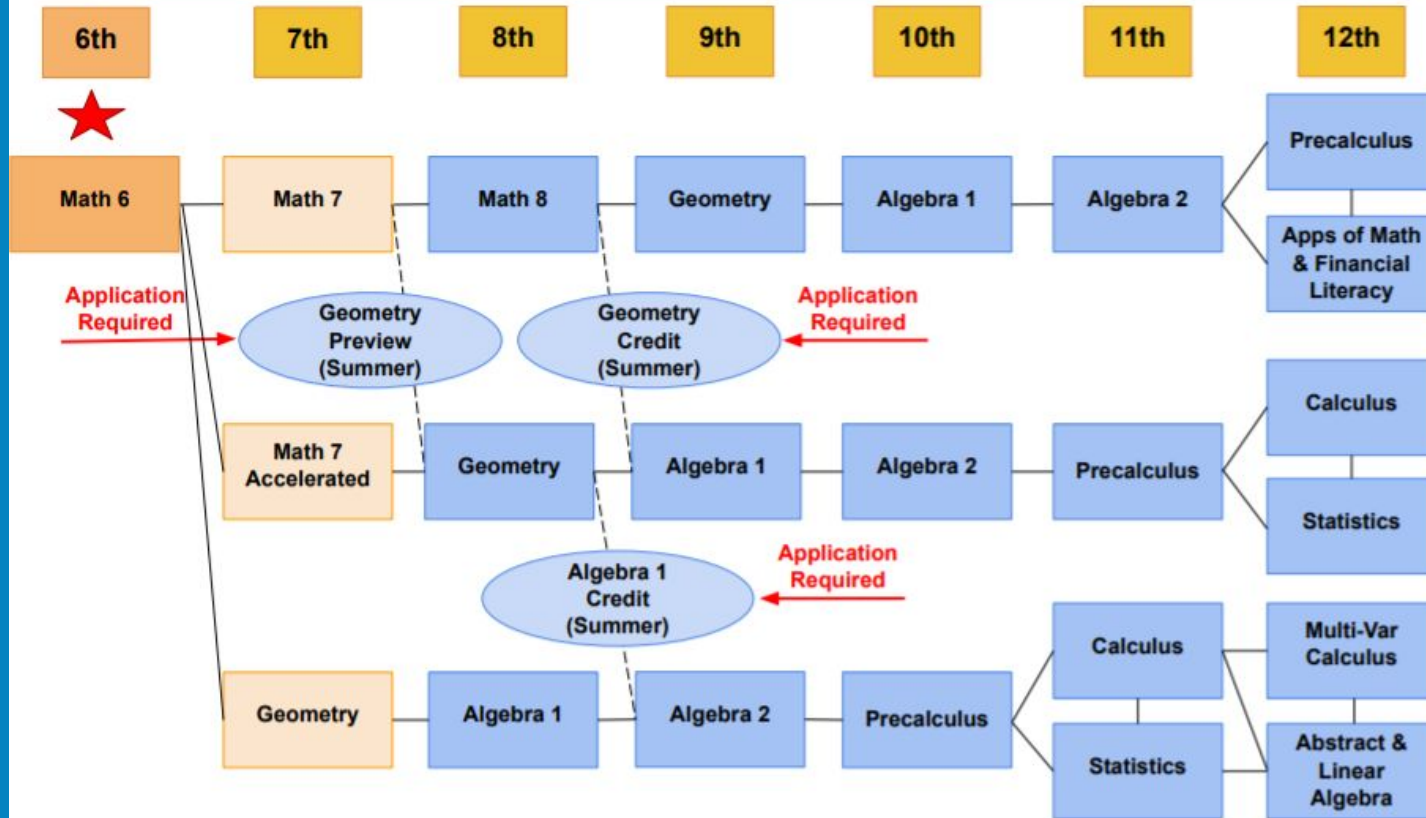 6th
7th
8th
9th
10th
11th
12th
Math 6
Math 7
Math 8
Geometry
Algebra 1
Algebra 2
Precalculus
Apps of Math
& Financial
Literacy
Application
Required
Geometry
Preview
(Summer)
Geometry
Credit
(Summer)
Application
Required
Math 7
Accelerated
Geometry
Algebra 1
Algebra 2
Precalculus
Calculus
Statistics
Algebra 1
Credit
(Summer)
Application
Required
Geometry
Algebra 1
Algebra 2
Precalculus
Calculus
Statistics
Multi-Var
Calculus
Abstract &
Linear
Algebra